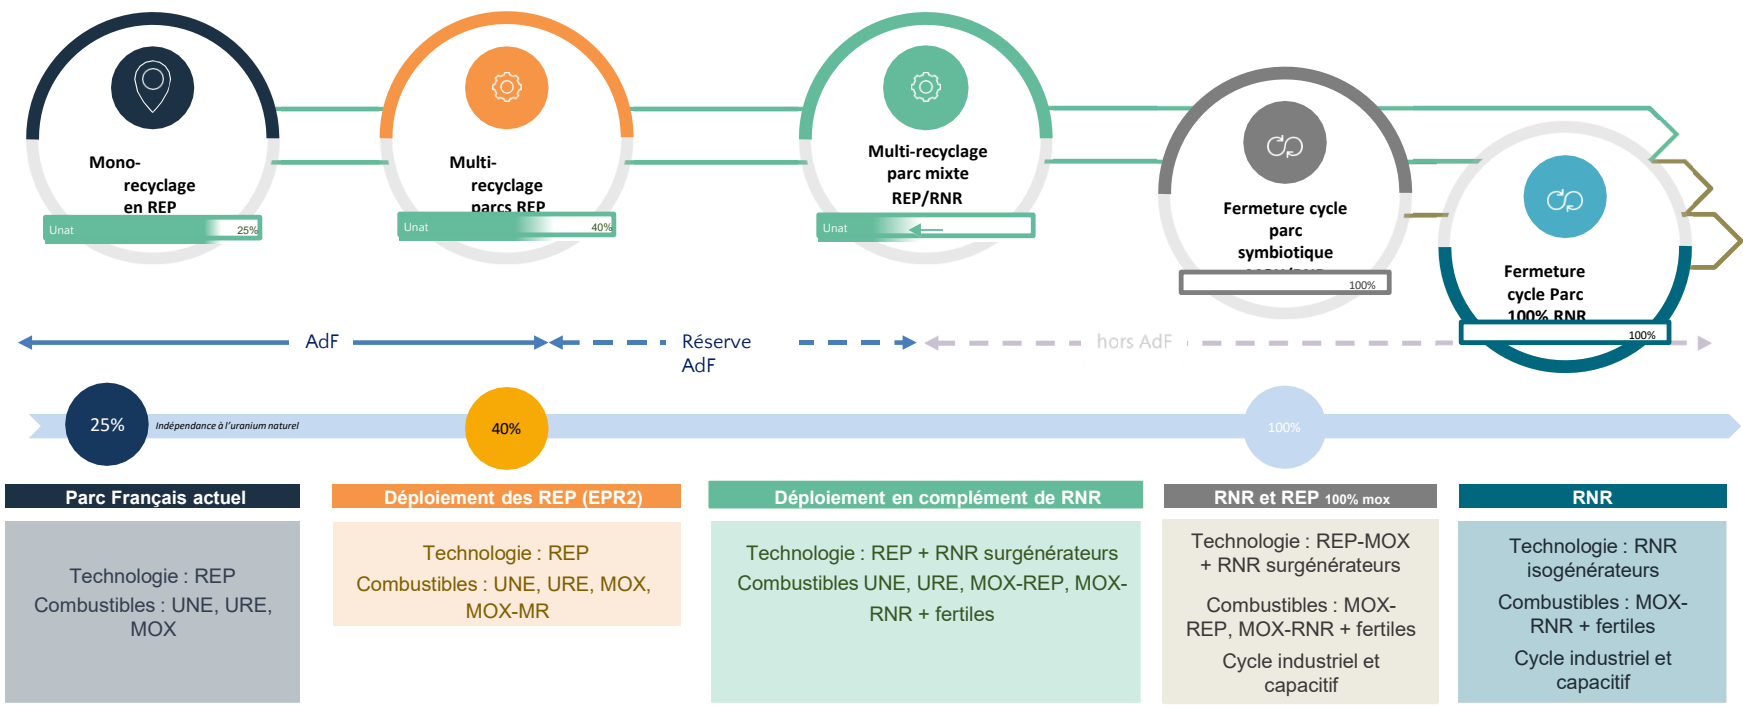 Mono-
recyclage
en REP
Unat
25%
Multi-
recyclage
parcs REP
Unat
40%
Multi-recyclage
parc mixte
REP/RNR
Unat
Fermeture cycle
parc
symbiotique
100%
Fermeture
cycle Parc
100% RNR
100%
AdF
Réserve
AdF
hors AdF
25%
Indépendance à l'uranium naturel
40%
100%
Parc Français actuel
Technologie : REP
Combustibles : UNE, URE,
MOX
Déploiement des REP (EPR2)
Technologie : REP
Combustibles : UNE, URE, MOX,
MOX-MR
Déploiement en complément de RNR
Technologie : REP + RNR surgénérateurs
Combustibles UNE, URE, MOX-REP, MOX-
RNR + fertiles
RNR et REP 100% mox
Technologie : REP-MOX
+ RNR surgénérateurs
Combustibles : MOX-
REP, MOX-RNR + fertiles
Cycle industriel et
capacitif
RNR
Technologie : RNR
isogénérateurs
Combustibles : MOX-
RNR + fertiles
Cycle industriel et
capacitif